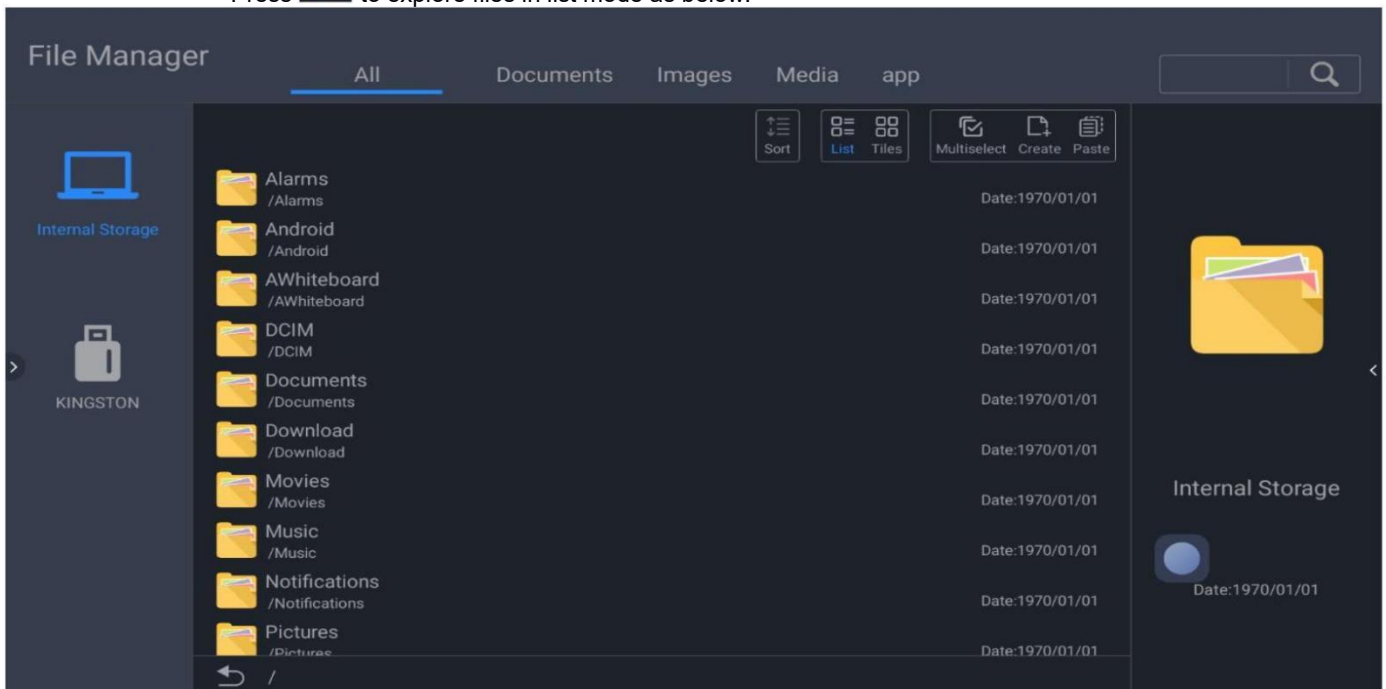 Press to explore files in list mode as below.
File Manager
All Documents Images Media app
Sort List Tiles Multiselect Create Paste
Internal Storage
KINGSTON
Alarms
/Alarms
Date:1970/01/01
Android
/Android
Date:1970/01/01
AWhiteboard
/AWhiteboard
Date:1970/01/01
DCIM
/DCIM
Date:1970/01/01
Documents
/Documents
Date:1970/01/01
Download
/Download
Date:1970/01/01
Movies
/Movies
Date:1970/01/01
Music
/Music
Date:1970/01/01
Notifications
/Notifications
Date:1970/01/01
Pictures
/Pictures
Date:1970/01/01
/
Internal Storage
Date:1970/01/01